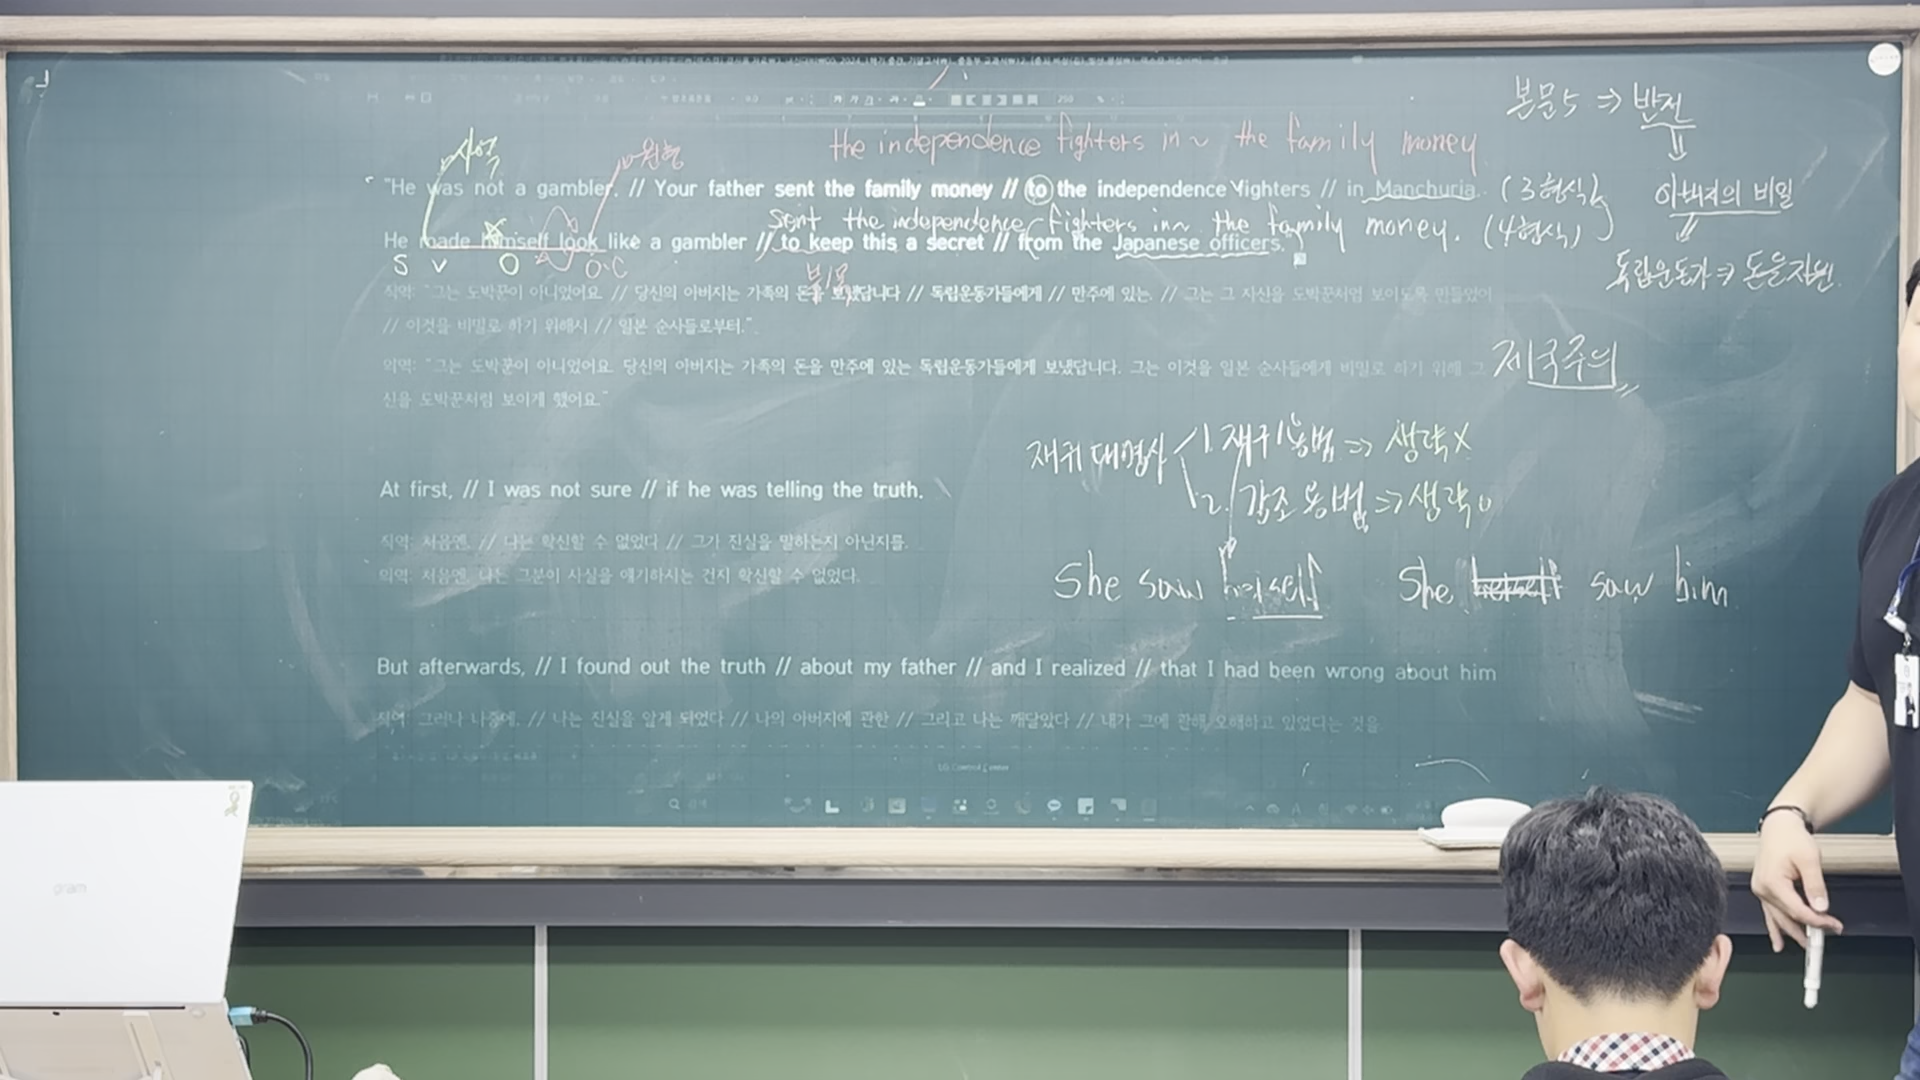 본문5 ⇒ 반전
사역
원형
the independence fighters in ~ the family money
"He was not a gambler. // Your father sent the family money // to the independence fighters // in Manchuria. (3형식)
아버지의 비밀
sent the independence fighters in ~ the family money. (4형식)
He made himself look like a gambler // to keep this a secret // from the Japanese officers."
S V O O·C
독립운동가 ⇒ 돈을 지원.
직역: "그는 도박꾼이 아니었어요. // 당신의 아버지는 가족의 돈을 보냈답니다 // 독립운동가들에게 // 만주에 있는. // 그는 그 자신을 도박꾼처럼 보이도록 만들었어
// 이것을 비밀로 하기 위해서 // 일본 순사들로부터."
의역: "그는 도박꾼이 아니었어요. 당신의 아버지는 가족의 돈을 만주에 있는 독립운동가들에게 보냈답니다. 그는 이것을 일본 순사들에게 비밀로 하기 위해 그
신을 도박꾼처럼 보이게 했어요."
제국주의
재귀대명사 1. 재귀용법 ⇒ 생략X
2. 강조용법 ⇒ 생략O
At first, // I was not sure // if he was telling the truth.
직역: 처음엔, // 나는 확신할 수 없었다 // 그가 진실을 말하는지 아닌지를.
의역: 처음엔, 나는 그분이 사실을 얘기하시는 건지 확신할 수 없었다.
She saw She saw him
But afterwards, // I found out the truth // about my father // and I realized // that I had been wrong about him
직역: 그러나 나중에, // 나는 진실을 알게 되었다 // 나의 아버지에 관한 // 그리고 나는 깨달았다 // 내가 그에 관해 오해하고 있었다는 것을.
gram